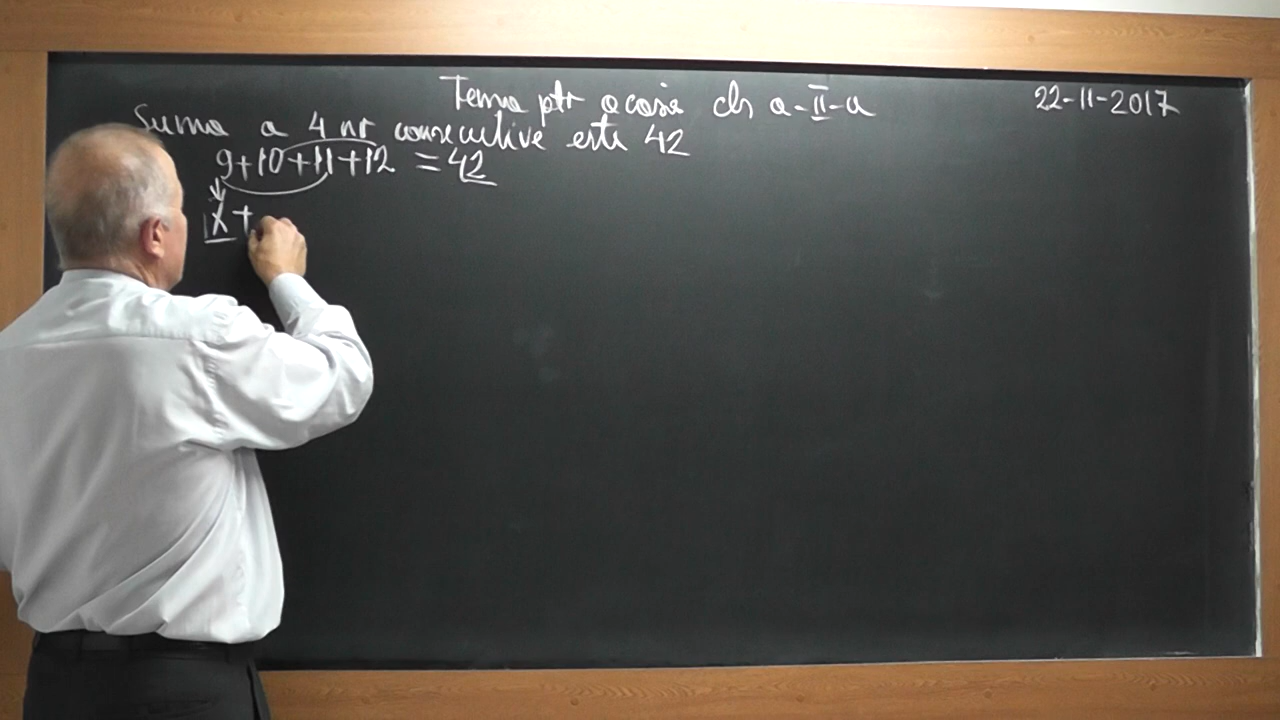 Tema ptr acasă cls a-II-a
22-11-2017
Suma a 4 nr consecutive este 42
9+10+11+12 = 42
x+